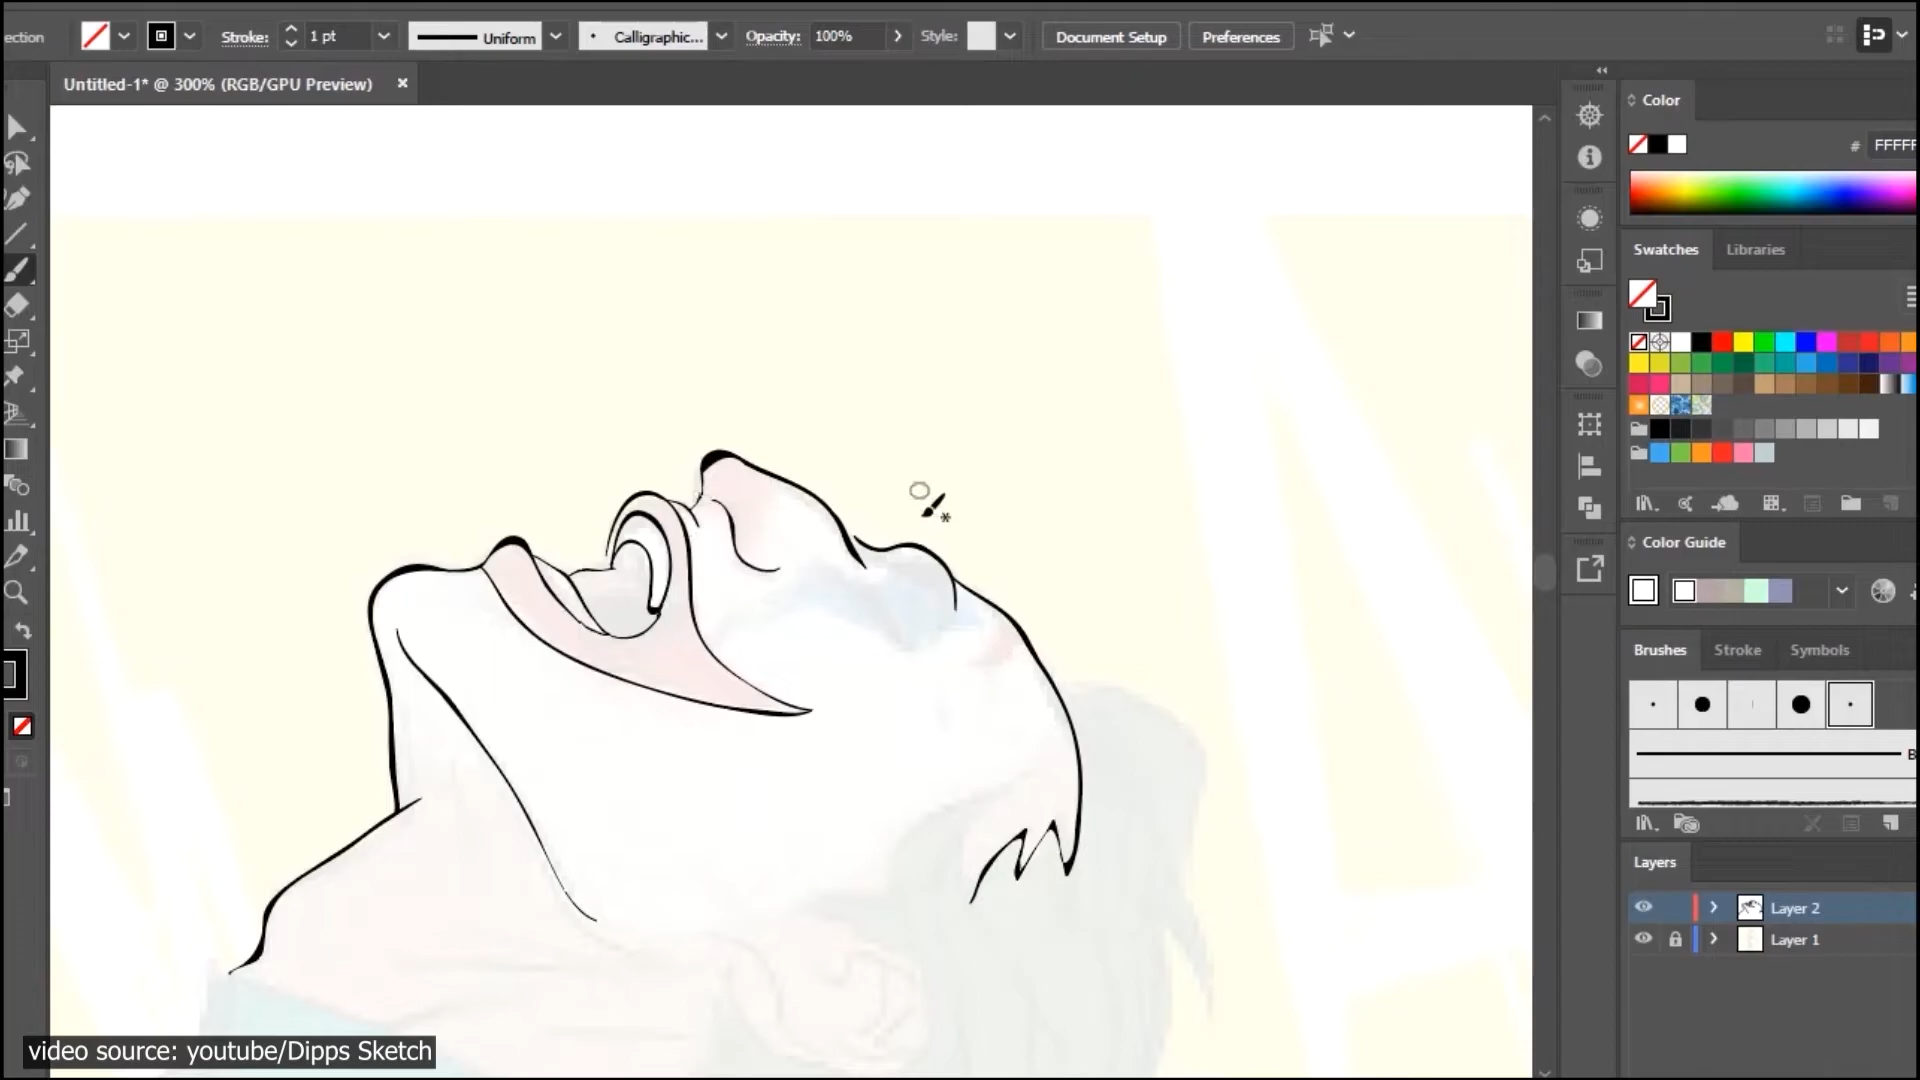 ection Stroke: 1 pt Uniform Calligraphic... Opacity: 100% Style: Document Setup Preferences
Untitled-1* @ 300% (RGB/GPU Preview) ×
Color
# FFFFF
Swatches Libraries
Color Guide
Brushes Stroke Symbols
B
Layers
Layer 2
Layer 1
video source: youtube/Dipps Sketch